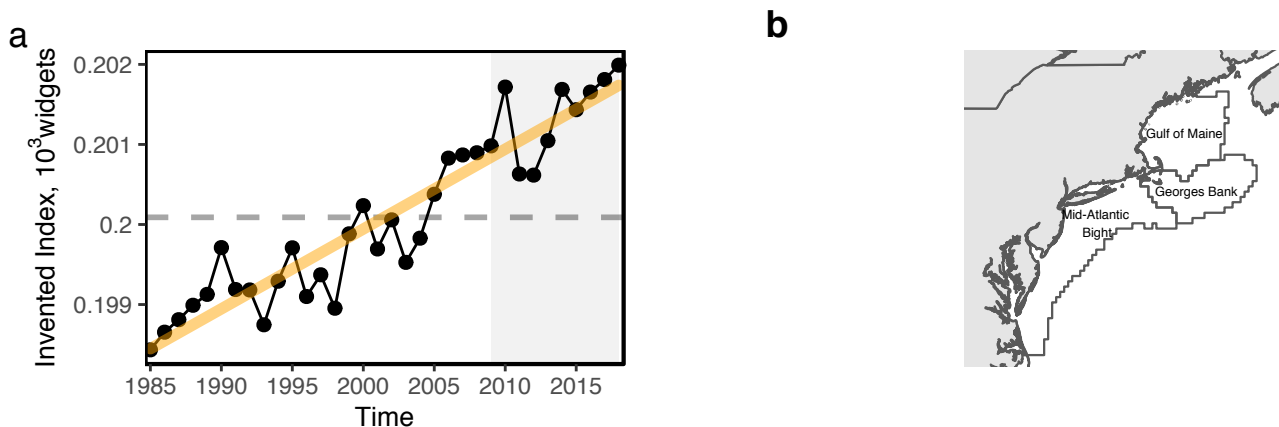 a
Invented Index, 10³widgets
0.202
0.201
0.2
0.199
1985 1990 1995 2000 2005 2010 2015
Time
b
Gulf of Maine
Georges Bank
Mid-Atlantic
Bight